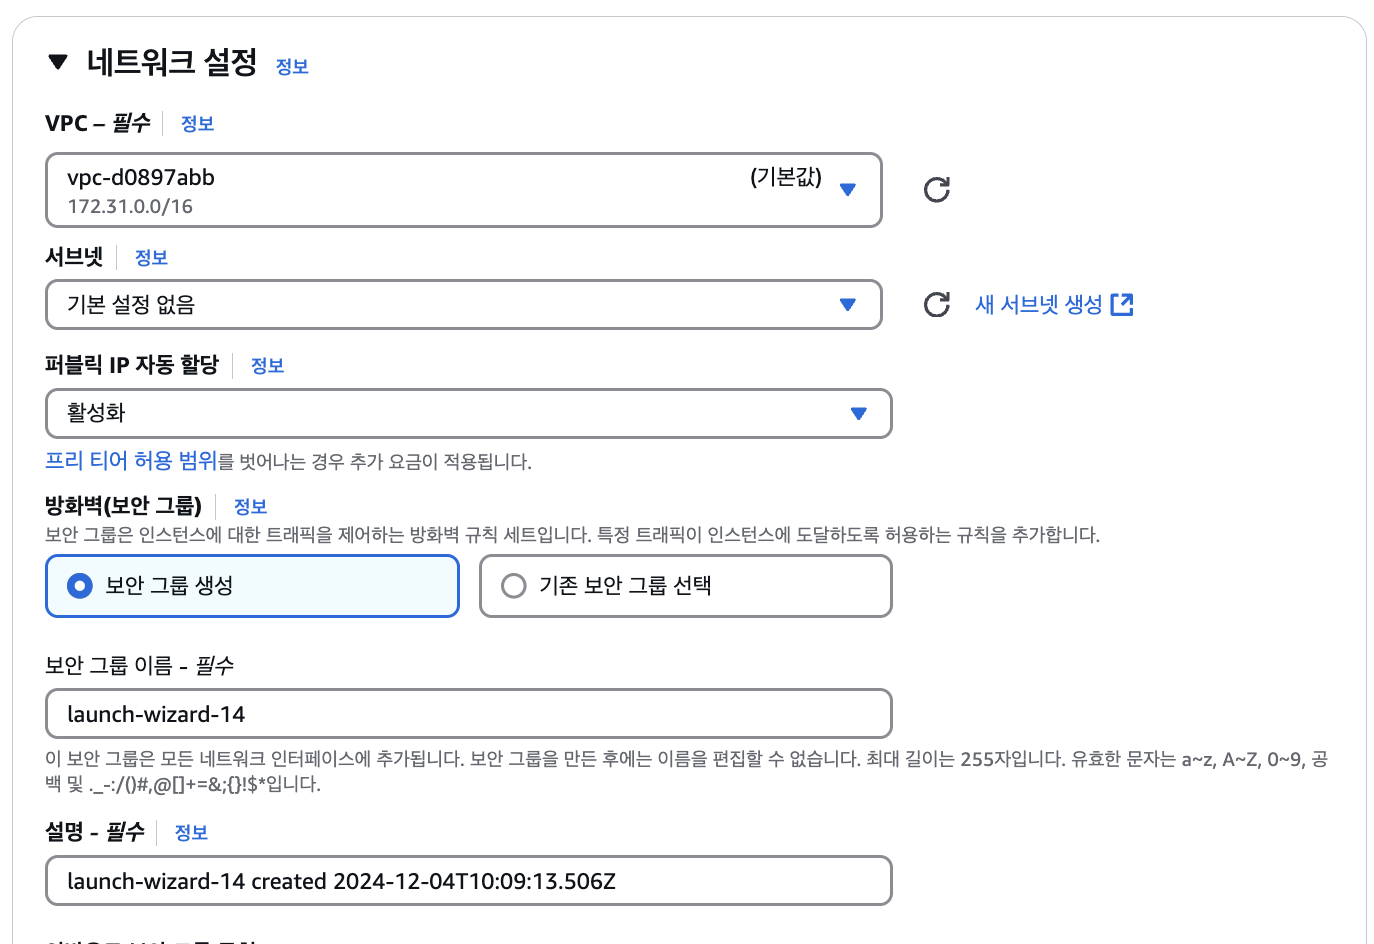 네트워크 설정 정보
VPC – 필수 정보
vpc-d0897abb (기본값)
172.31.0.0/16
서브넷 정보
기본 설정 없음
새 서브넷 생성
퍼블릭 IP 자동 할당 정보
활성화
프리 티어 허용 범위를 벗어나는 경우 추가 요금이 적용됩니다.
방화벽(보안 그룹) 정보
보안 그룹은 인스턴스에 대한 트래픽을 제어하는 방화벽 규칙 세트입니다. 특정 트래픽이 인스턴스에 도달하도록 허용하는 규칙을 추가합니다.
보안 그룹 생성 기존 보안 그룹 선택
보안 그룹 이름 - 필수
launch-wizard-14
이 보안 그룹은 모든 네트워크 인터페이스에 추가됩니다. 보안 그룹을 만든 후에는 이름을 편집할 수 없습니다. 최대 길이는 255자입니다. 유효한 문자는 a~z, A~Z, 0~9, 공
백 및 ._-:/()#,@[]+=&;{}!$*입니다.
설명 - 필수 정보
launch-wizard-14 created 2024-12-04T10:09:13.506Z